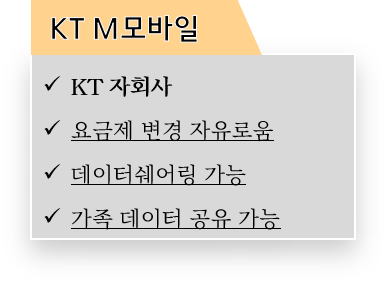 KT M모바일
✓ KT 자회사
✓ 요금제 변경 자유로움
✓ 데이터쉐어링 가능
✓ 가족 데이터 공유 가능